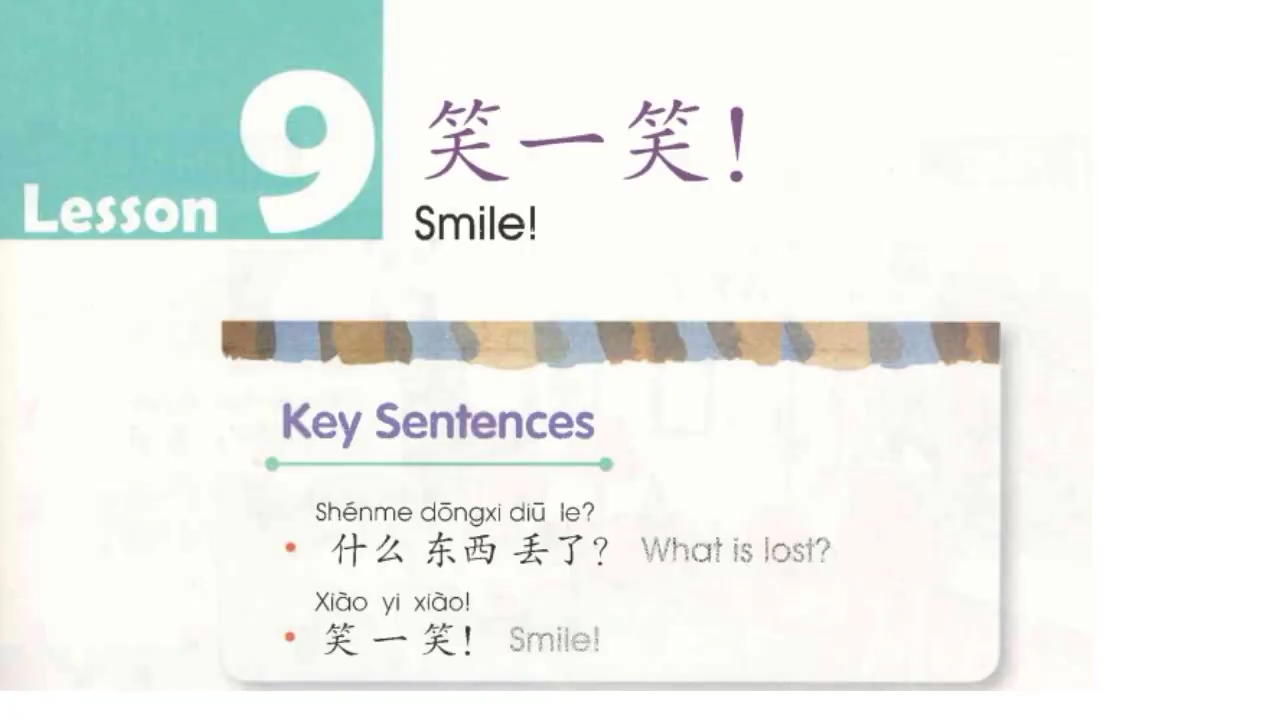 Lesson 9
笑一笑!
Smile!
Key Sentences
Shénme dōngxi diū le?
• 什么 东西 丢了? What is lost?
Xiào yi xiào!
• 笑 一 笑! Smile!